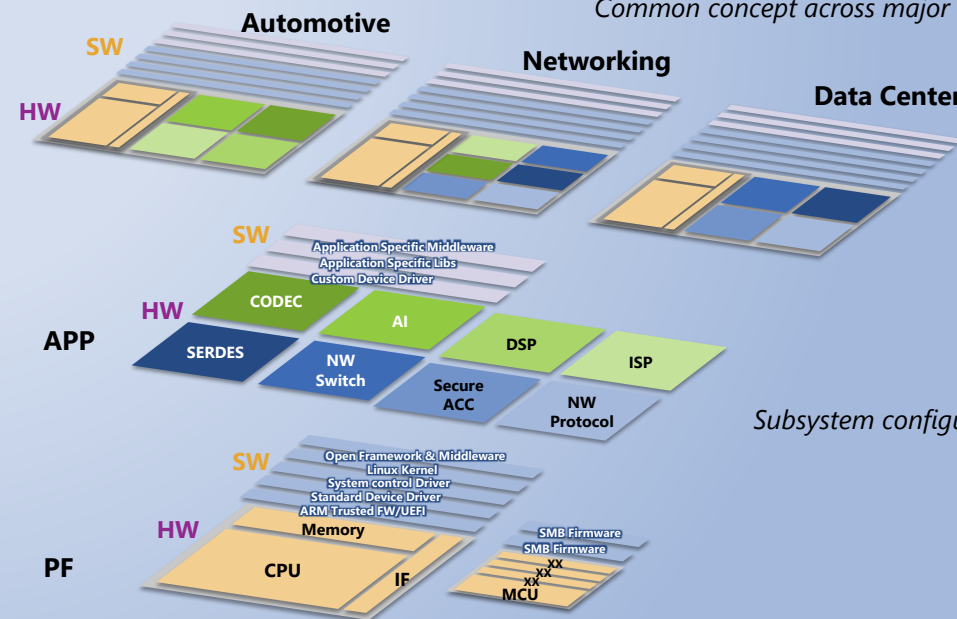 Common concept across major
Automotive
SW
Networking
HW
Data Center
SW
Application Specific Middleware
Application Specific Libs
Custom Device Driver
HW
CODEC
AI
APP
DSP
SERDES
ISP
NW
Switch
Secure
ACC
NW
Protocol
Subsystem configu
SW
Open Framework & Middleware
Linux Kernel
System control Driver
Standard Device Driver
ARM Trusted FW/UEFI
HW
Memory
SMB Firmware
SMB Firmware
PF
CPU
IF
XX
XX
XX
MCU